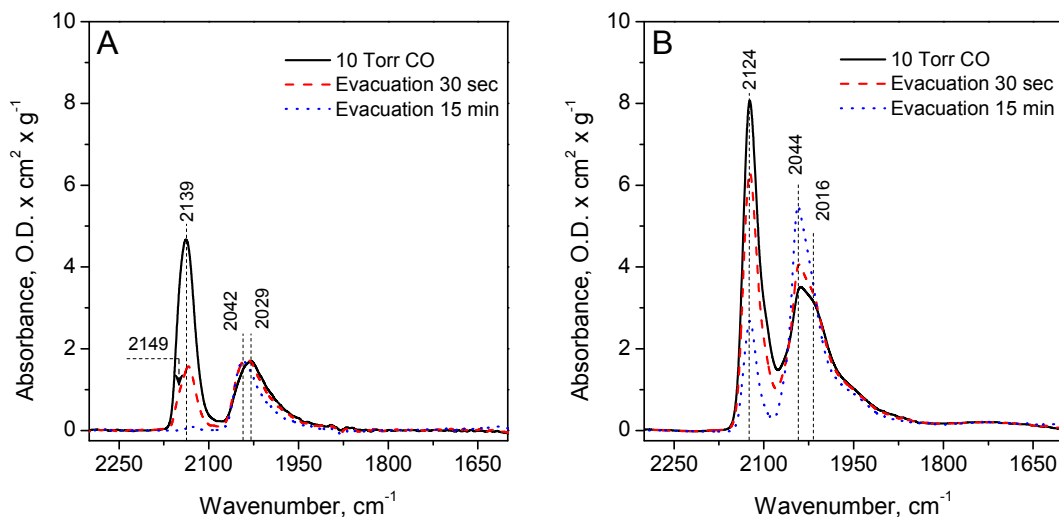 A
10 Torr CO
Evacuation 30 sec
Evacuation 15 min
2139
2042
2029
2149
10
8
6
4
2
0
Absorbance, O.D. x cm² x g⁻¹
2250
2100
1950
1800
1650
Wavenumber, cm⁻¹
B
10 Torr CO
Evacuation 30 sec
Evacuation 15 min
2124
2044
2016
10
8
6
4
2
0
Absorbance, O.D. x cm² x g⁻¹
2250
2100
1950
1800
1650
Wavenumber, cm⁻¹